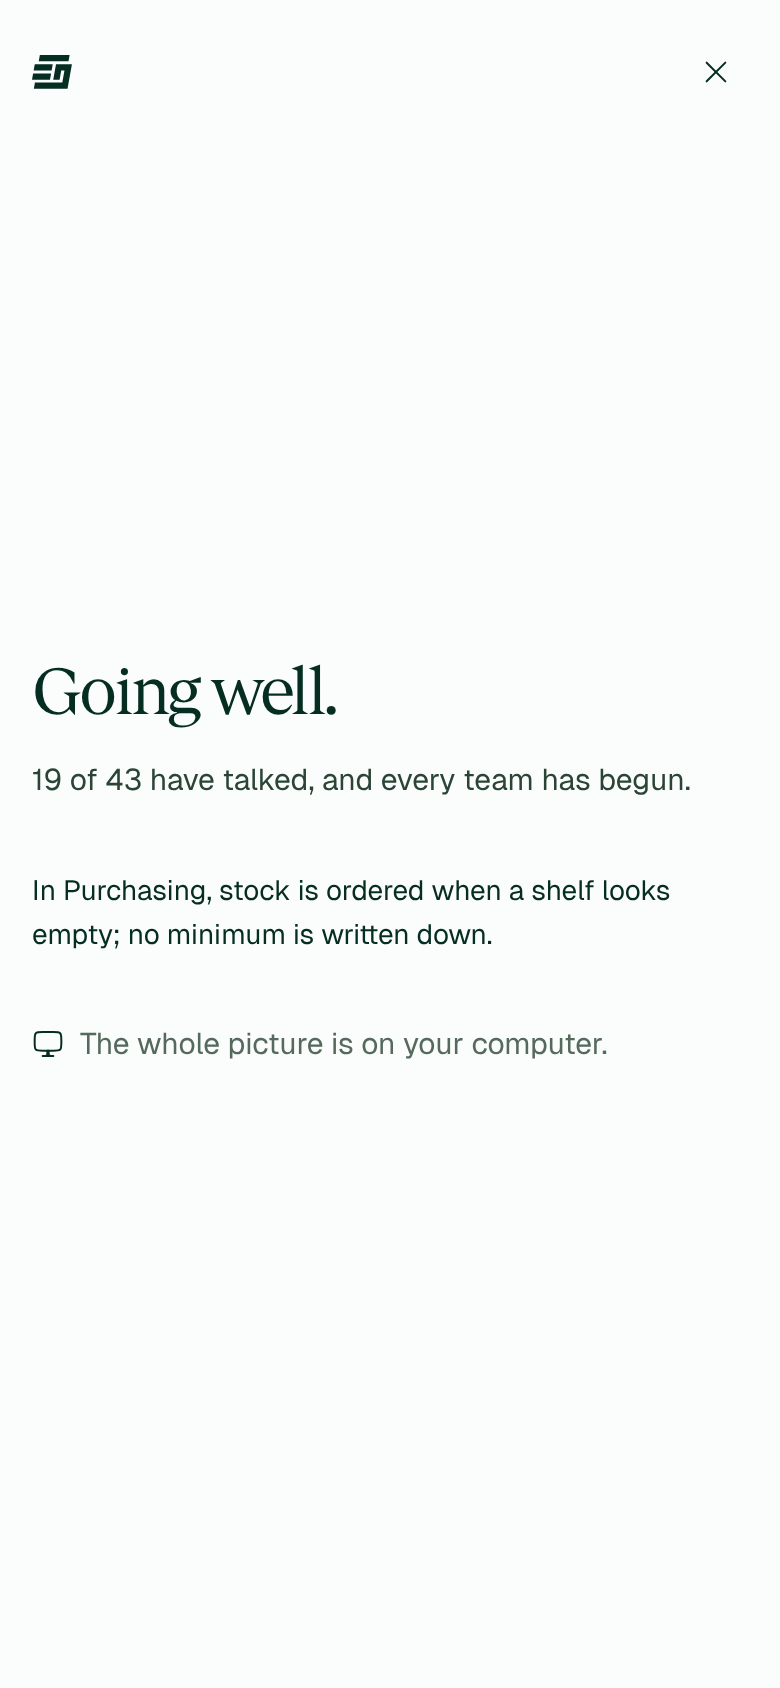 Going well.
19 of 43 have talked, and every team has begun.
In Purchasing, stock is ordered when a shelf looks
empty; no minimum is written down.
The whole picture is on your computer.